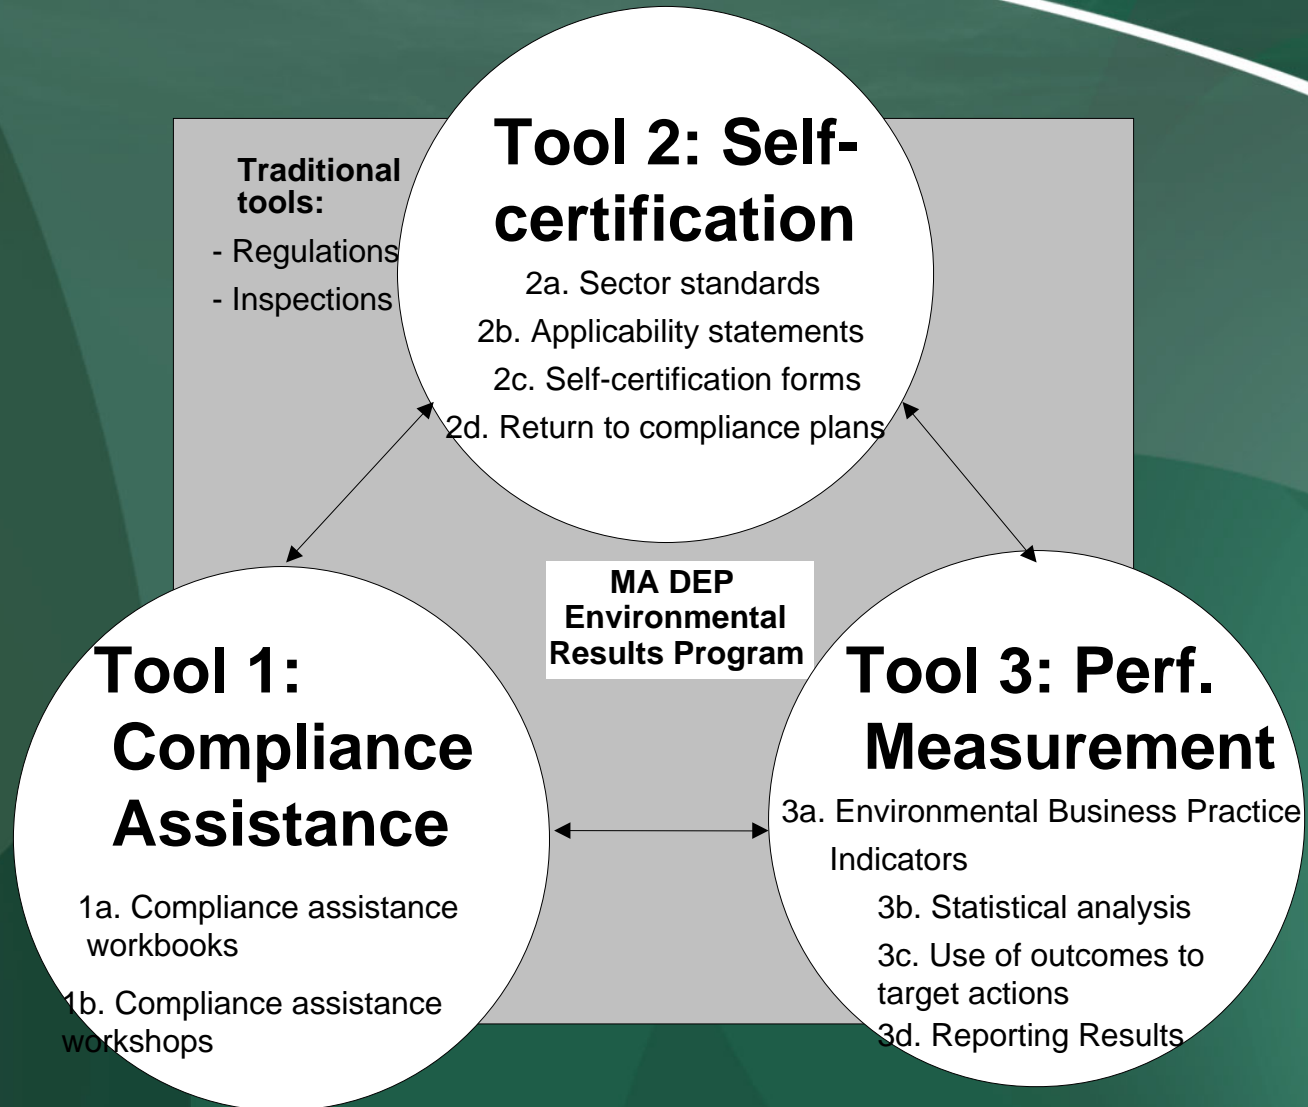 Tool 2: Self-
certification
2a. Sector standards
2b. Applicability statements
2c. Self-certification forms
2d. Return to compliance plans
Traditional
tools:
- Regulations
- Inspections
MA DEP
Environmental
Results Program
Tool 1:
Compliance
Assistance
1a. Compliance assistance
workbooks
1b. Compliance assistance
workshops
Tool 3: Perf.
Measurement
3a. Environmental Business Practice
Indicators
3b. Statistical analysis
3c. Use of outcomes to
target actions
3d. Reporting Results